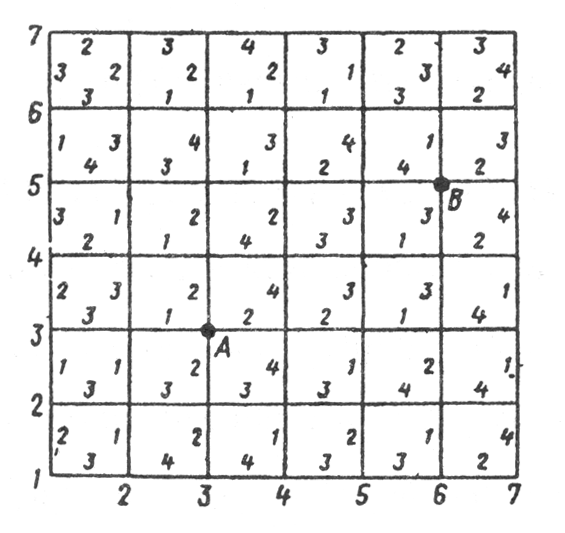 7 2 3 4 3 2 3
3 2 2 2 1 3 4
3 1 1 1 3 2
6
1 3 4 3 4 1 3
4 3 1 2 4 2
5
B
3 1 2 2 3 3 4
2 1 4 3 1 2
4
2 3 2 4 3 3 1
3 1 2 2 1 4
3
A
1 1 2 4 1 2 1
3 3 3 3 4 4
2
2 1 2 1 2 1 4
3 4 4 3 3 2
1
2 3 4 5 6 7